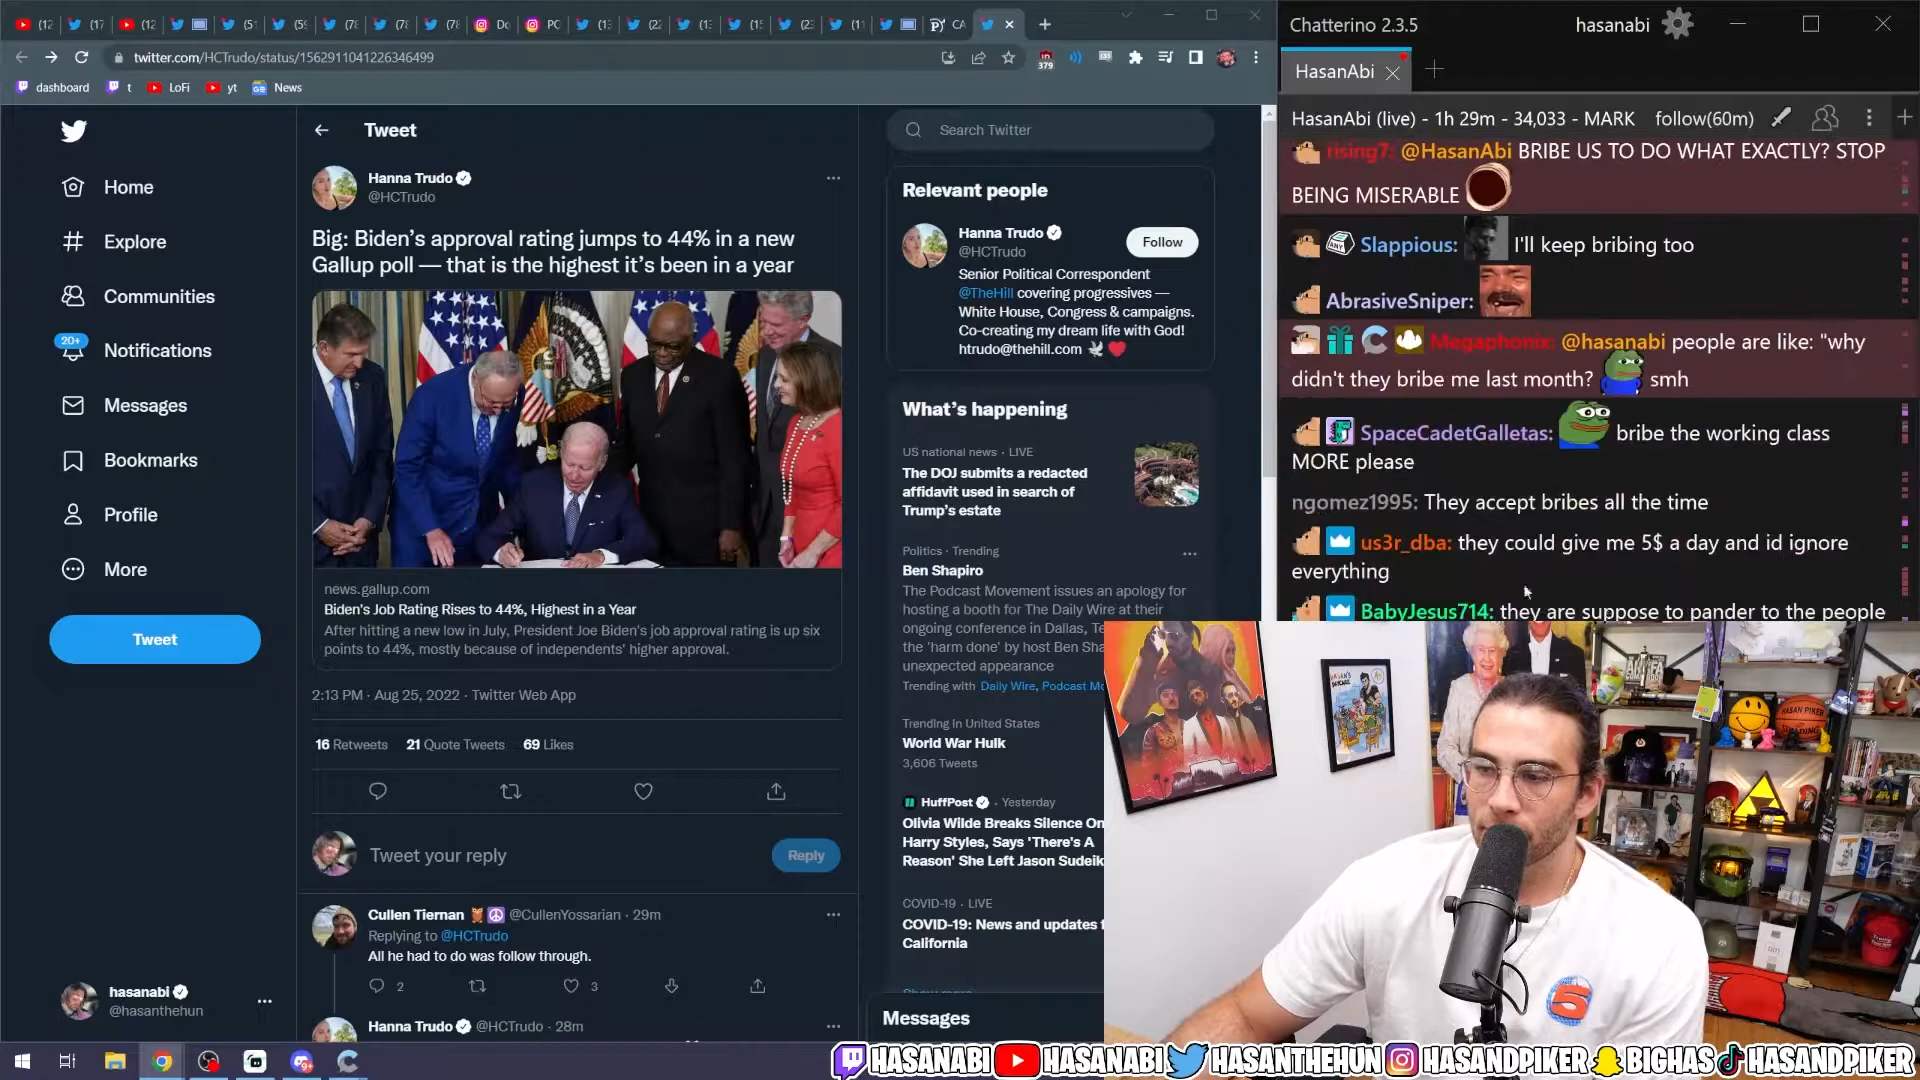 twitter.com/HCTrudo/status/1562911041226346499
379
dashboard
t
LoFi
yt
News
Tweet
Search Twitter
Home
Explore
Communities
20+
Notifications
Messages
Bookmarks
Profile
More
Tweet
hasanabi
@hasanthehun
Hanna Trudo
@HCTrudo
Big: Biden's approval rating jumps to 44% in a new
Gallup poll — that is the highest it's been in a year
news.gallup.com
Biden's Job Rating Rises to 44%, Highest in a Year
After hitting a new low in July, President Joe Biden's job approval rating is up six
points to 44%, mostly because of independents' higher approval.
2:13 PM · Aug 25, 2022 · Twitter Web App
16 Retweets 21 Quote Tweets 69 Likes
Tweet your reply
Reply
Cullen Tiernan @CullenYossarian · 29m
Replying to @HCTrudo
All he had to do was follow through.
2
3
Hanna Trudo @HCTrudo · 28m
Relevant people
Hanna Trudo
@HCTrudo
Follow
Senior Political Correspondent
@TheHill covering progressives —
White House, Congress & campaigns.
Co-creating my dream life with God!
htrudo@thehill.com
What's happening
US national news · LIVE
The DOJ submits a redacted
affidavit used in search of
Trump's estate
Politics · Trending
Ben Shapiro
The Podcast Movement issues an apology for
hosting a booth for The Daily Wire at their
ongoing conference in Dallas,
the 'harm done' by host Ben
unexpected appearance
Trending with Daily Wire, Podcast
Trending in United States
World War Hulk
3,606 Tweets
HuffPost · Yesterday
Olivia Wilde Breaks Silence On
Harry Styles, Says 'There's A
Reason' She Left Jason
COVID-19 · LIVE
COVID-19: News and updates
California
Messages
Chatterino 2.3.5
hasanabi
HasanAbi
HasanAbi (live) - 1h 29m - 34,033 - MARK follow(60m)
rising7: @HasanAbi BRIBE US TO DO WHAT EXACTLY? STOP
BEING MISERABLE
Slappious: I'll keep bribing too
AbrasiveSniper:
Megaphonix: @hasanabi people are like: "why
didn't they bribe me last month? smh
SpaceCadetGalletas: bribe the working class
MORE please
ngomez1995: They accept bribes all the time
us3r_dba: they could give me 5$ a day and id ignore
everything
BabyJesus714: they are suppose to pander to the people
HASAN PIKER
5
HASANABI HASANABI HASANTHEHUN HASANDPIKER BIGHAS HASANDPIKER